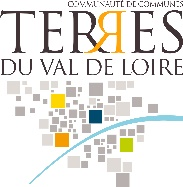 COMMUNAUTÉ DE COMMUNES
TERRES
DU VAL DE LOIRE